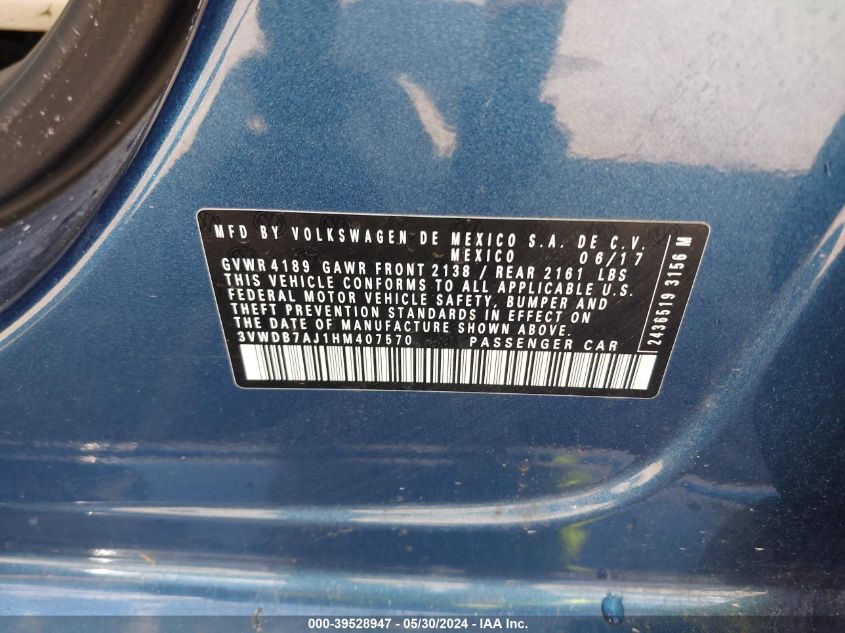 MFD BY VOLKSWAGEN DE MEXICO S.A. DE C.V.
MEXICO 06/17
GVWR 4189 GAWR FRONT 2138 / REAR 2161 LBS
THIS VEHICLE CONFORMS TO ALL APPLICABLE U.S.
FEDERAL MOTOR VEHICLE SAFETY, BUMPER AND
THEFT PREVENTION STANDARDS IN EFFECT ON
THE DATE OF MANUFACTURE SHOWN ABOVE.
3VWDB7AJ1HM407570 PASSENGER CAR
2436519 3156 M
000-39528947 - 05/30/2024 - IAA Inc.